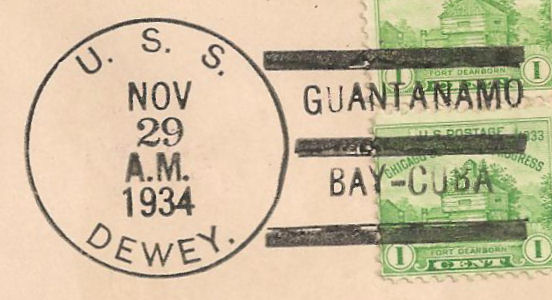 U. S. S.
NOV
29
A.M.
1934
DEWEY.
GUANTANAMO
BAY-CUBA
FORT DEARBORN
1 1
U.S. POSTAGE 1933
CHICAGO
FORT DEARBORN
1 CENT 1